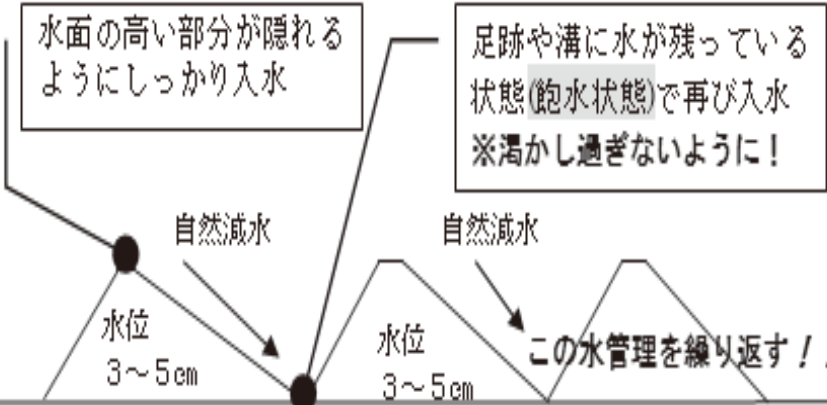 水面の高い部分が隠れる
ようにしっかり入水
足跡や溝に水が残っている
状態(飽水状態)で再び入水
※渇かし過ぎないように！
自然減水
自然減水
水位
3～5cm
水位
3～5cm
この水管理を繰り返す！